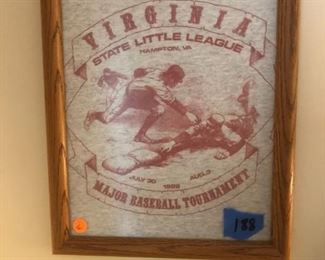 VIRGINIA
STATE LITTLE LEAGUE
HAMPTON, VA
JULY 30
AUG. 3
MAJOR BASEBALL TOURNAMENT
188